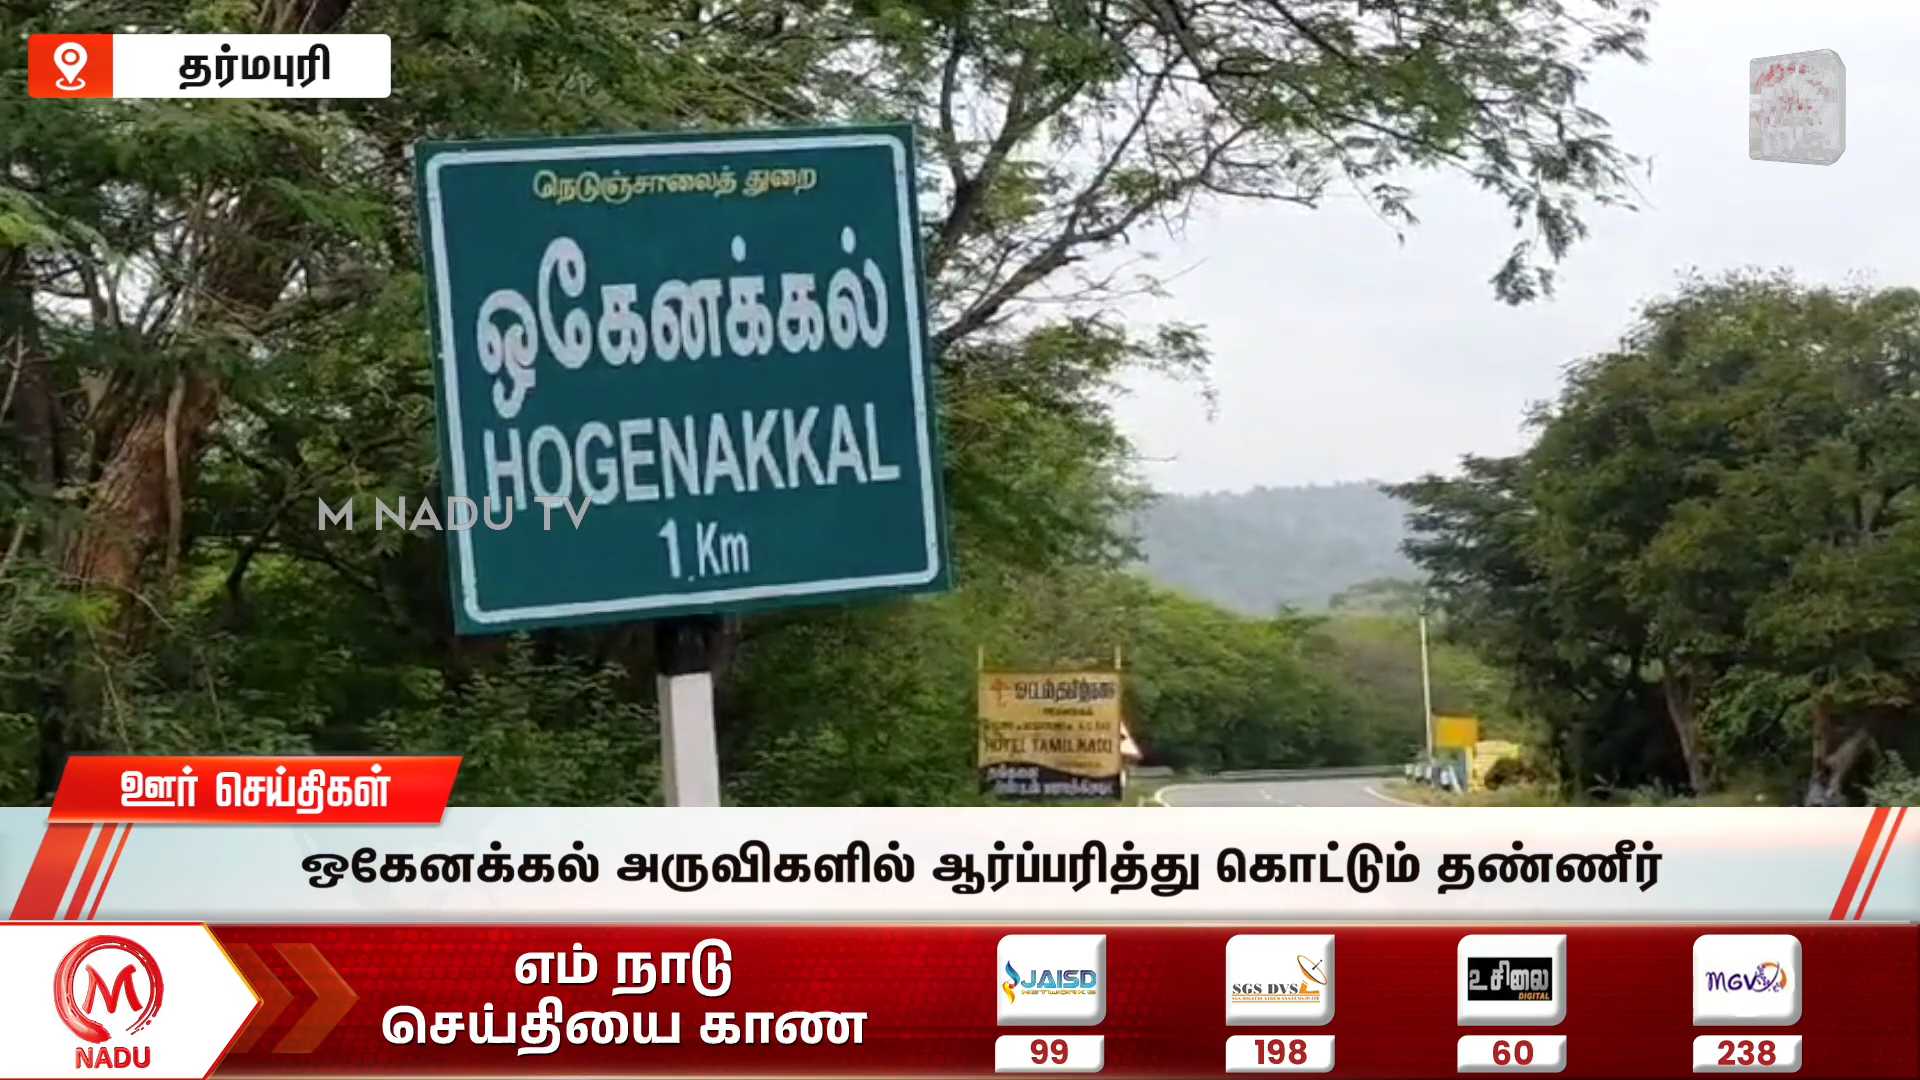 தர்மபுரி
நெடுஞ்சாலைத் துறை
ஒகேனக்கல்
HOGENAKKAL
1.Km
M NADU TV
HOTEL TAMILNADU
ஊர் செய்திகள்
ஒகேனக்கல் அருவிகளில் ஆர்ப்பரித்து கொட்டும் தண்ணீர்
எம் நாடு
செய்தியை காண
M
NADU
JAISD
NETWORKS
99
SGS DVS
198
உசிலை
DIGITAL
60
MGV
238